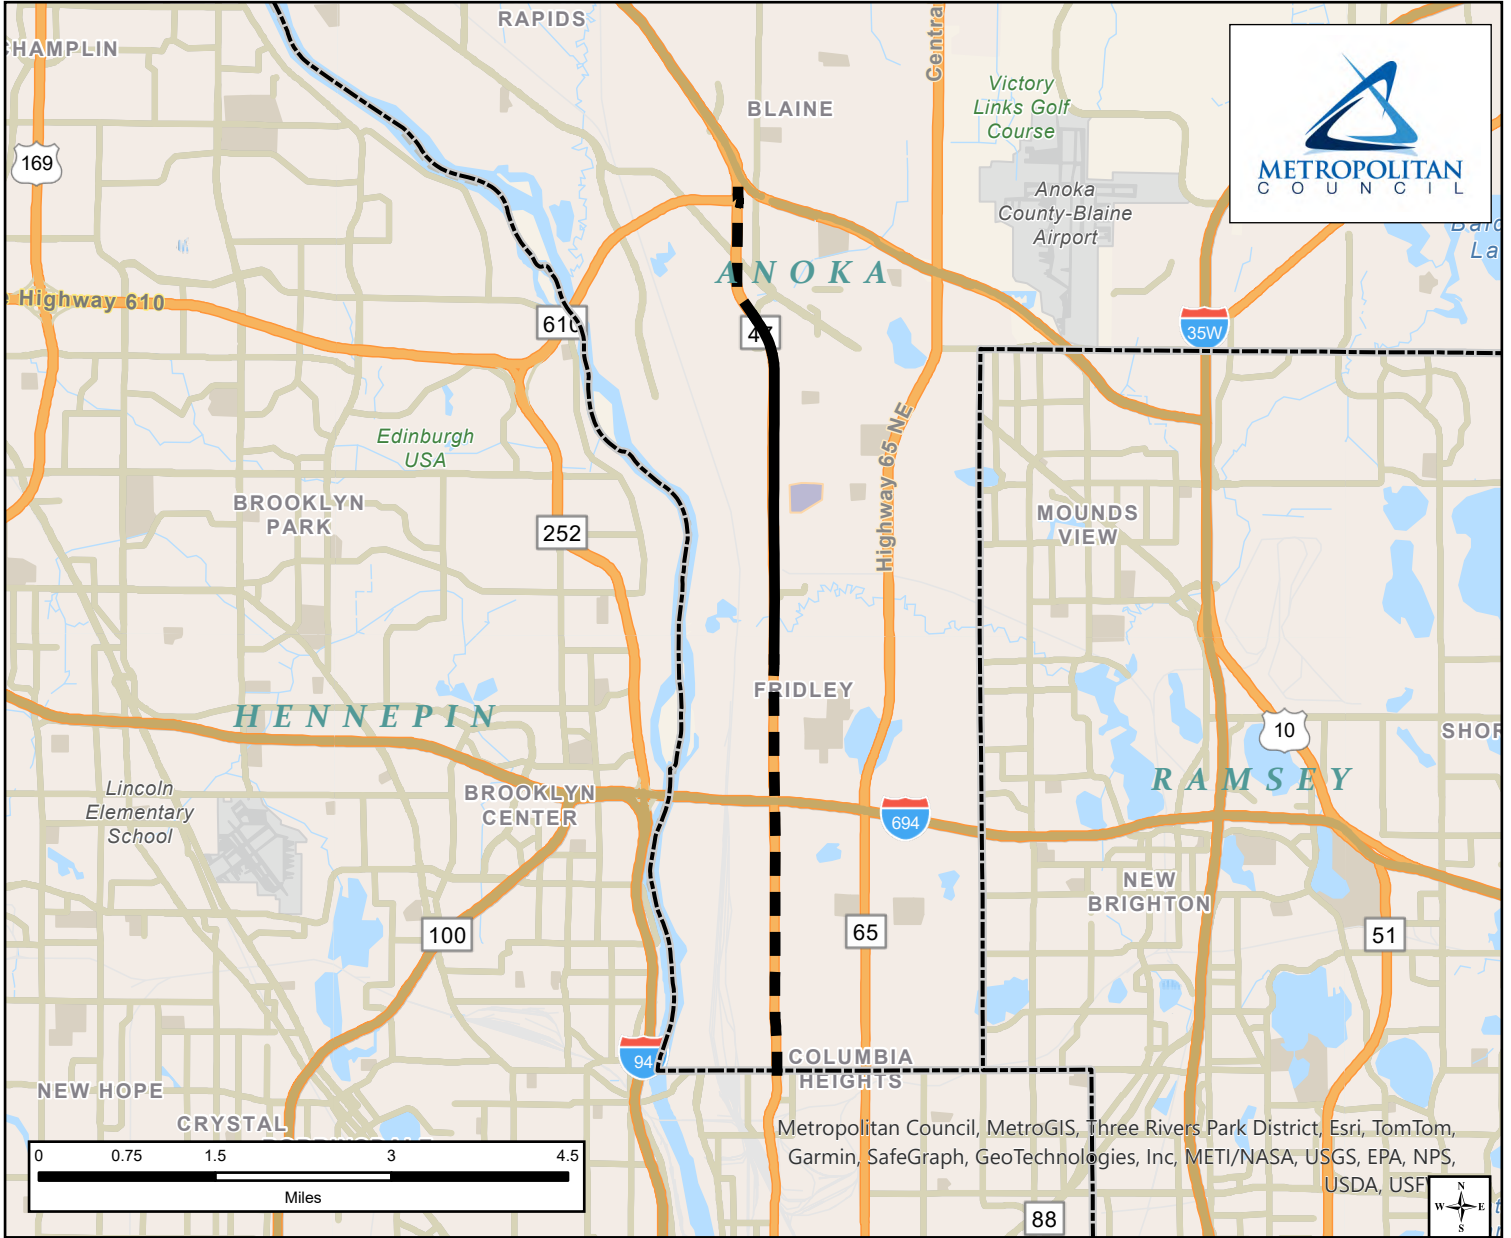 RAPIDS
CHAMPLIN
Centra
Victory
Links Golf
Course
BLAINE
METROPOLITAN
COUNCIL
169
Anoka
County-Blaine
Airport
La
ANOKA
Highway 610
610
47
35W
Highway 65 NE
Edinburgh
USA
BROOKLYN
PARK
MOUNDS
VIEW
252
FRIDLEY
HENNEPIN
10
SHOR
RAMSEY
Lincoln
Elementary
School
BROOKLYN
CENTER
694
NEW
BRIGHTON
100
65
51
94
COLUMBIA
HEIGHTS
NEW HOPE
CRYSTAL
Metropolitan Council, MetroGIS, Three Rivers Park District, Esri, TomTom,
Garmin, SafeGraph, GeoTechnologies, Inc, METI/NASA, USGS, EPA, NPS,
USDA, USF
0 0.75 1.5 3 4.5
Miles
88
N
W E
S